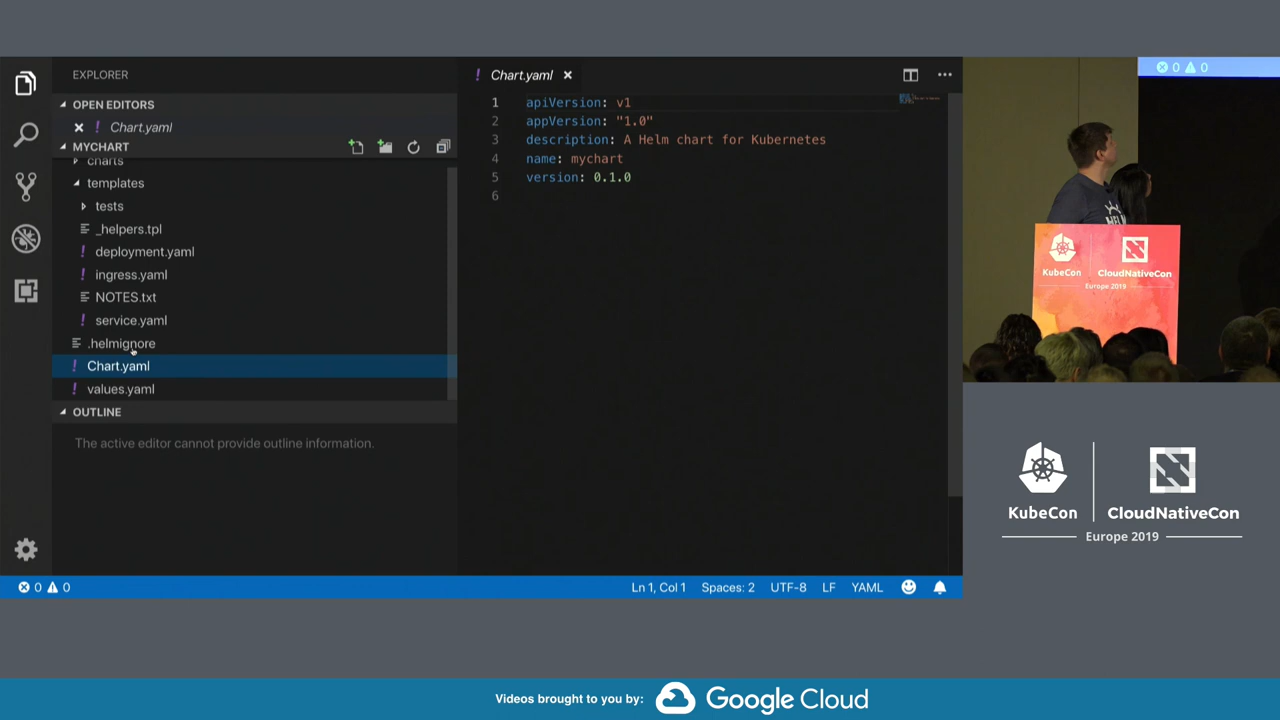 EXPLORER
OPEN EDITORS
Chart.yaml
MYCHART
charts
templates
tests
_helpers.tpl
deployment.yaml
ingress.yaml
NOTES.txt
service.yaml
.helmignore
Chart.yaml
values.yaml
OUTLINE
The active editor cannot provide outline information.
Chart.yaml
1 apiVersion: v1
2 appVersion: "1.0"
3 description: A Helm chart for Kubernetes
4 name: mychart
5 version: 0.1.0
6
0 0
Ln 1, Col 1 Spaces: 2 UTF-8 LF YAML
0 0
HELM
KubeCon CloudNativeCon
Europe 2019
KubeCon CloudNativeCon
Europe 2019
Videos brought to you by: Google Cloud